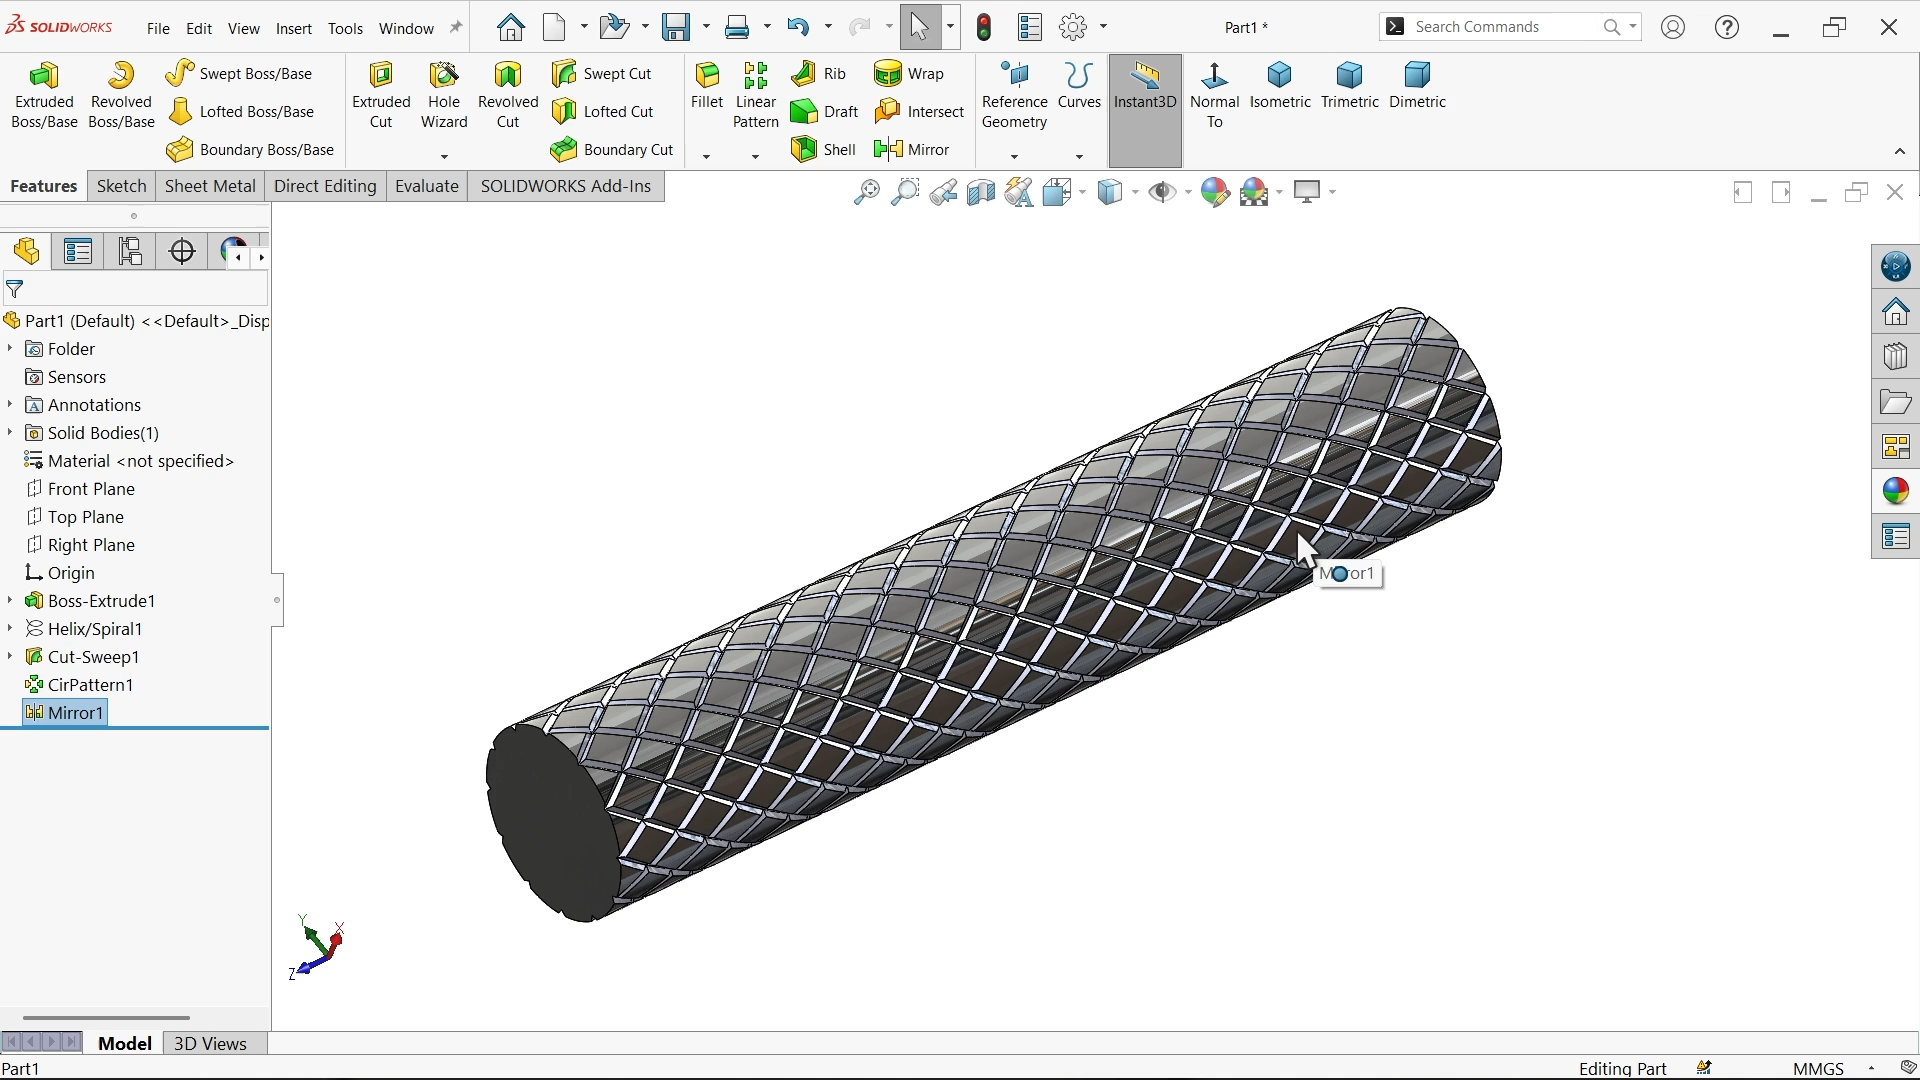 SOLIDWORKS File Edit View Insert Tools Window Part1 * Search Commands
Extruded Boss/Base
Revolved Boss/Base
Swept Boss/Base
Lofted Boss/Base
Boundary Boss/Base
Extruded Cut
Hole Wizard
Revolved Cut
Swept Cut
Lofted Cut
Boundary Cut
Fillet
Linear Pattern
Rib
Draft
Shell
Wrap
Intersect
Mirror
Reference Geometry
Curves
Instant3D
Normal To
Isometric
Trimetric
Dimetric
Features Sketch Sheet Metal Direct Editing Evaluate SOLIDWORKS Add-Ins
Part1 (Default) <<Default>_Disp
Folder
Sensors
Annotations
Solid Bodies(1)
Material <not specified>
Front Plane
Top Plane
Right Plane
Origin
Boss-Extrude1
Helix/Spiral1
Cut-Sweep1
CirPattern1
Mirror1
Y X
Z
Model 3D Views
Part1 Editing Part MMGS